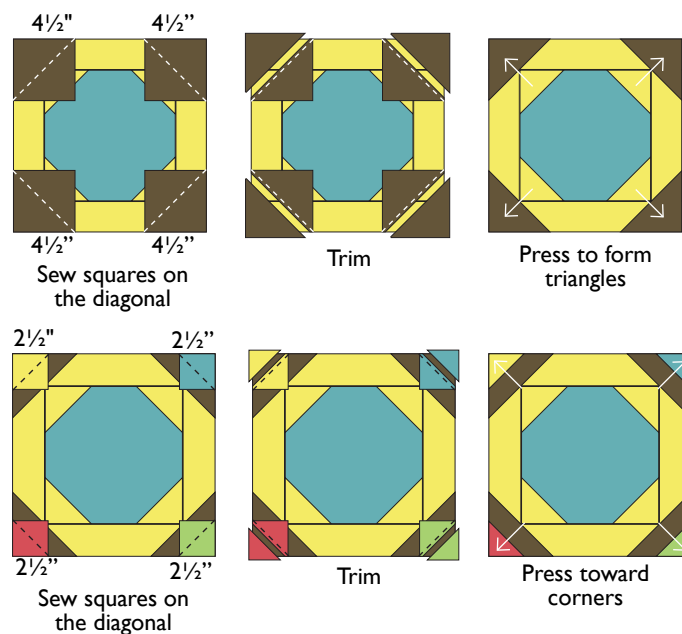 4½" 4½”
4½” 4½”
Sew squares on
the diagonal
Trim
Press to form
triangles
2½" 2½”
2½” 2½”
Sew squares on
the diagonal
Trim
Press toward
corners